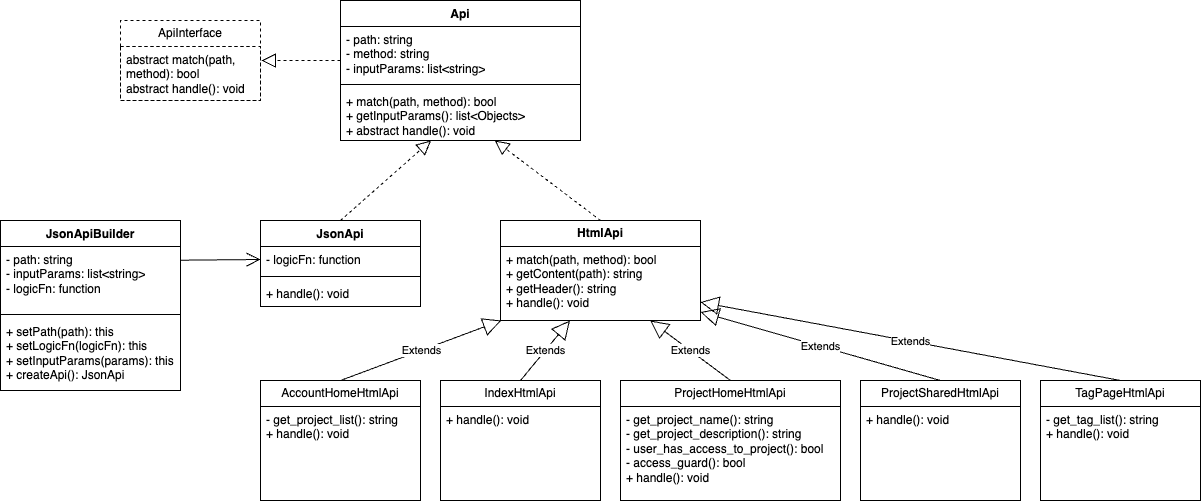 ApiInterface
abstract match(path,
method): bool
abstract handle(): void
Api
- path: string
- method: string
- inputParams: list<string>
+ match(path, method): bool
+ getInputParams(): list<Objects>
+ abstract handle(): void
JsonApiBuilder
- path: string
- inputParams: list<string>
- logicFn: function
+ setPath(path): this
+ setLogicFn(logicFn): this
+ setInputParams(params): this
+ createApi(): JsonApi
JsonApi
- logicFn: function
+ handle(): void
HtmlApi
+ match(path, method): bool
+ getContent(path): string
+ getHeader(): string
+ handle(): void
Extends
Extends
Extends
Extends
Extends
AccountHomeHtmlApi
- get_project_list(): string
+ handle(): void
IndexHtmlApi
+ handle(): void
ProjectHomeHtmlApi
- get_project_name(): string
- get_project_description(): string
- user_has_access_to_project(): bool
- access_guard(): bool
+ handle(): void
ProjectSharedHtmlApi
+ handle(): void
TagPageHtmlApi
- get_tag_list(): string
+ handle(): void